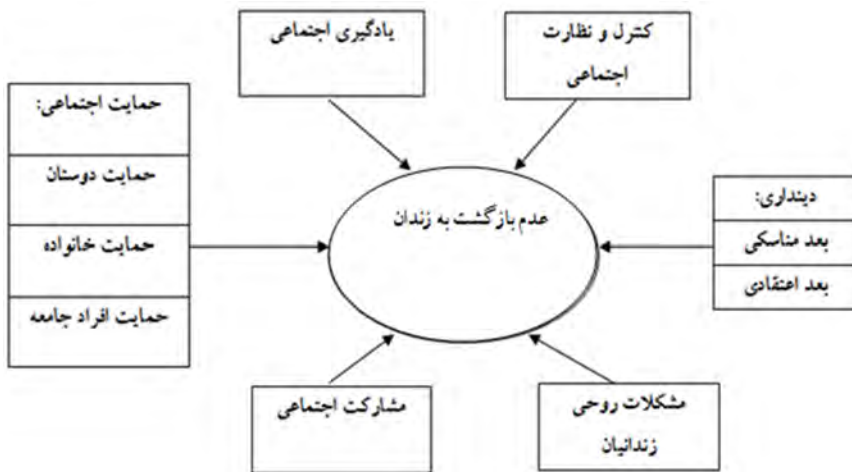 یادگیری اجتماعی
کنترل و نظارت
اجتماعی
حمایت اجتماعی:
حمایت دوستان
حمایت خانواده
حمایت افراد جامعه
عدم بازگشت به زندان
دینداری:
بعد مناسکی
بعد اعتقادی
مشارکت اجتماعی
مشکلات روحی
زندانیان